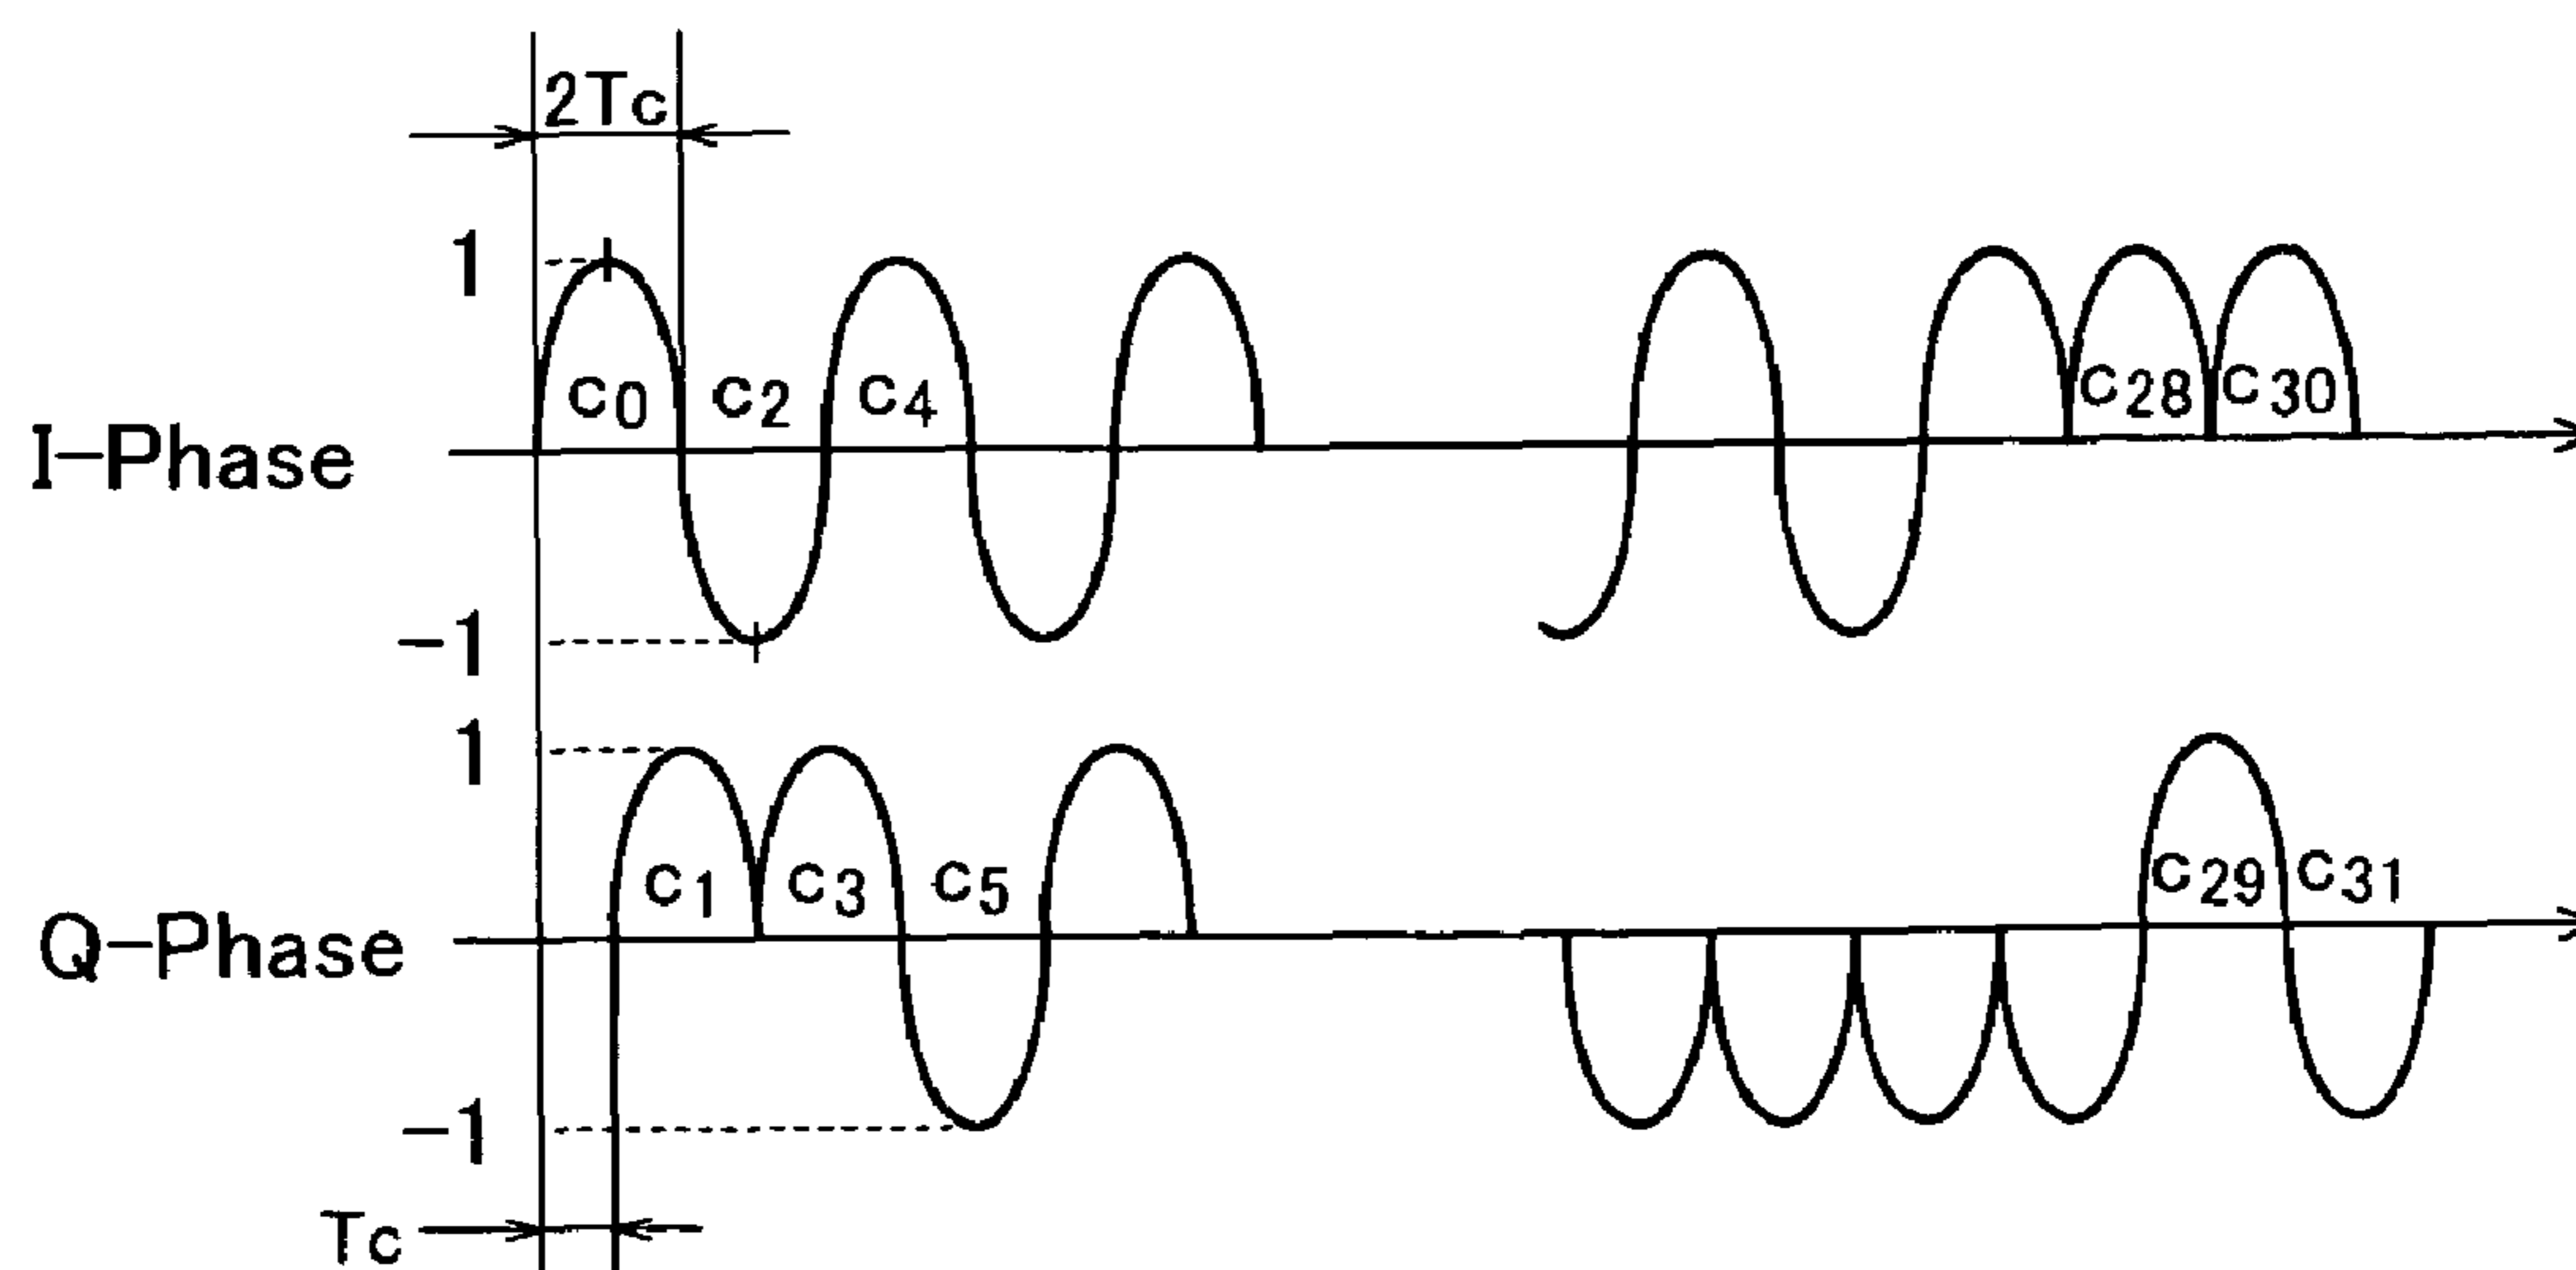 2Tc
1
c0 c2 c4 c28 c30
I-Phase
-1
1
c1 c3 c5 c29 c31
Q-Phase
-1
Tc